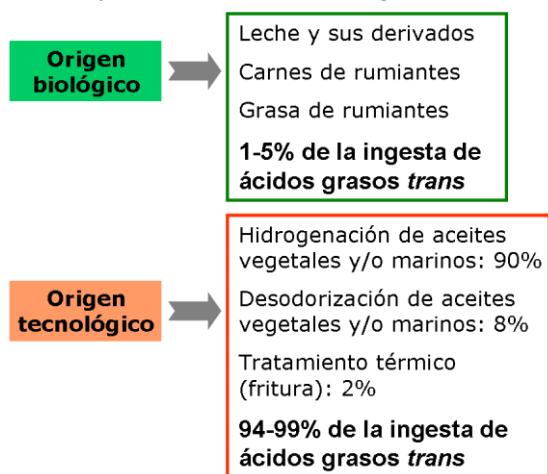 Origen
biológico
Leche y sus derivados
Carnes de rumiantes
Grasa de rumiantes
1-5% de la ingesta de
ácidos grasos trans
Origen
tecnológico
Hidrogenación de aceites
vegetales y/o marinos: 90%
Desodorización de aceites
vegetales y/o marinos: 8%
Tratamiento térmico
(fritura): 2%
94-99% de la ingesta de
ácidos grasos trans